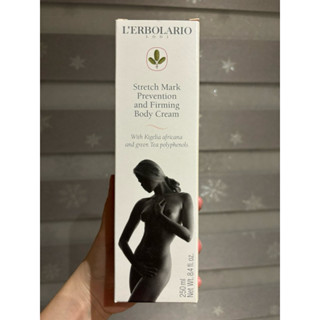 L'ERBOLARIO
LODI
Stretch Mark
Prevention
and Firming
Body Cream
With Kigelia africana
and green Tea polyphenols
250 ml
Net Wt. 8.4 fl. oz.